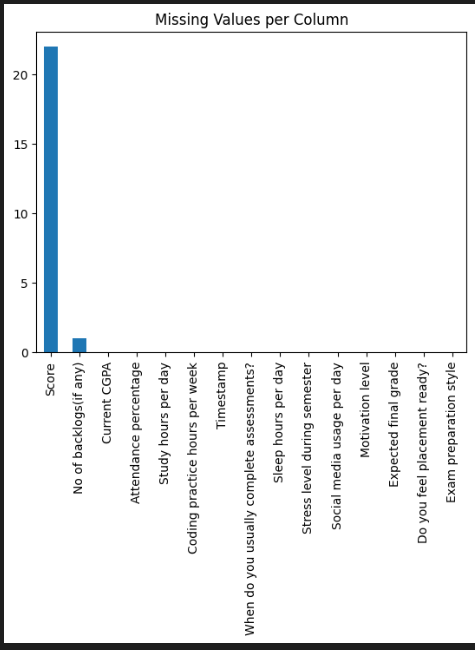 Missing Values per Column
20
15
10
5
0
Score
No of backlogs(if any)
Current CGPA
Attendance percentage
Study hours per day
Coding practice hours per week
Timestamp
When do you usually complete assessments?
Sleep hours per day
Stress level during semester
Social media usage per day
Motivation level
Expected final grade
Do you feel placement ready?
Exam preparation style